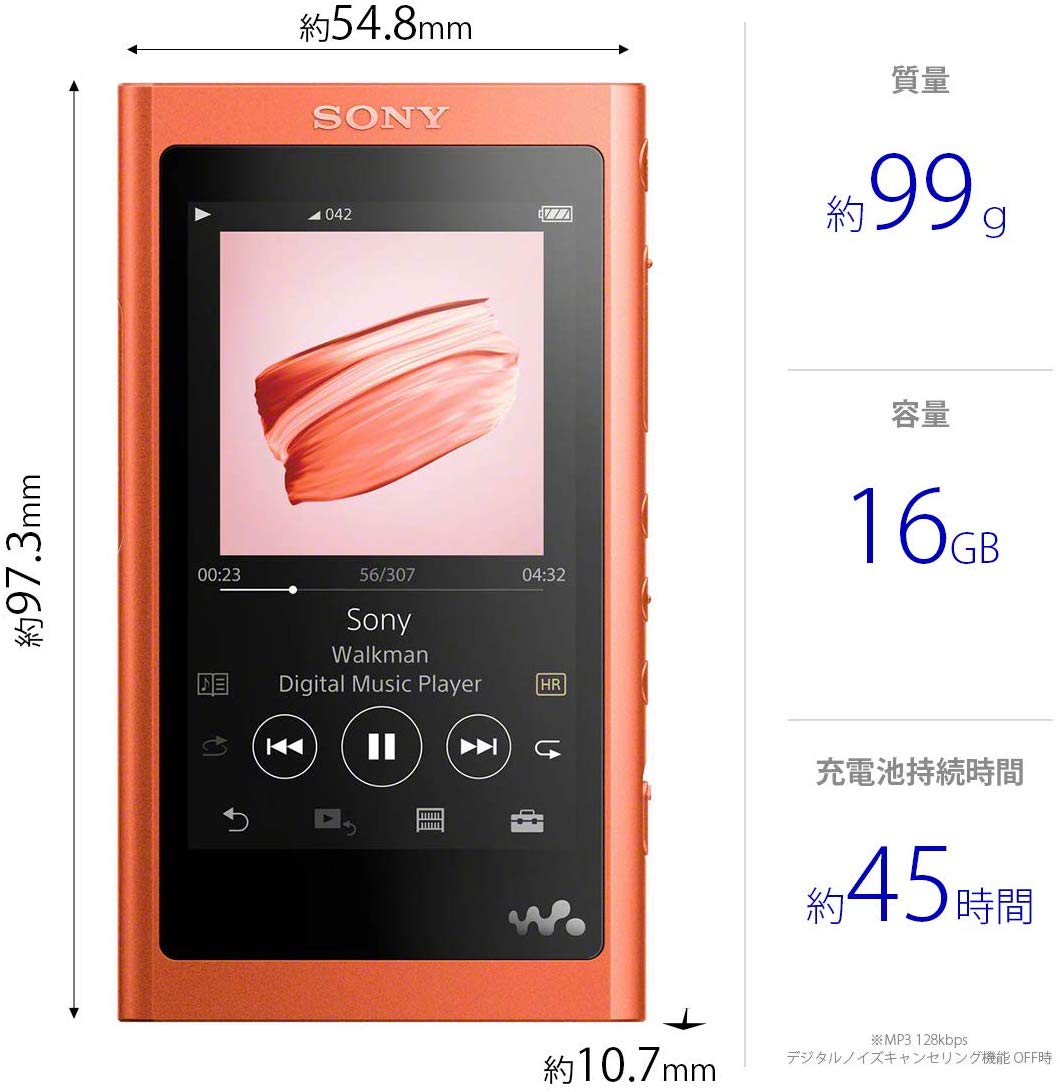 約54.8mm
約97.3mm
SONY
042
00:23 56/307 04:32
Sony
Walkman
Digital Music Player
HR
約10.7mm
質量
約99g
容量
16GB
充電池持続時間
約45時間
※MP3 128kbps
デジタルノイズキャンセリング機能 OFF時